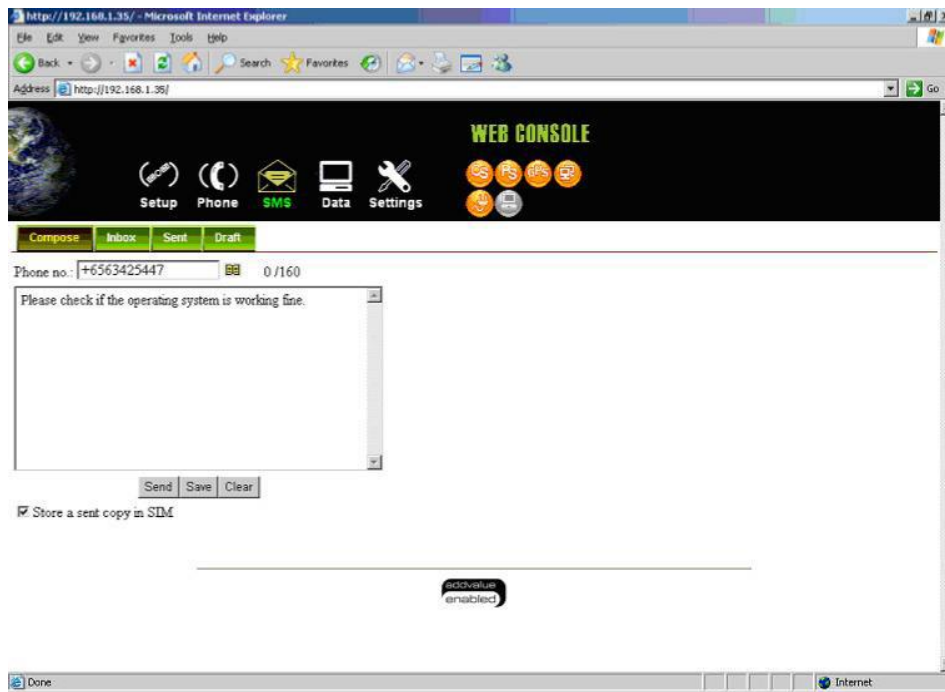 http://192.168.1.35/ - Microsoft Internet Explorer
File Edit View Favorites Tools Help
Back Search Favorites
Address http://192.168.1.35/ Go
WEB CONSOLE
CS PS GPS
Setup Phone SMS Data Settings
Compose Inbox Sent Draft
Phone no.: +6563425447 0 /160
Please check if the operating system is working fine.
Send Save Clear
Store a sent copy in SIM
addvalue
enabled
Done Internet